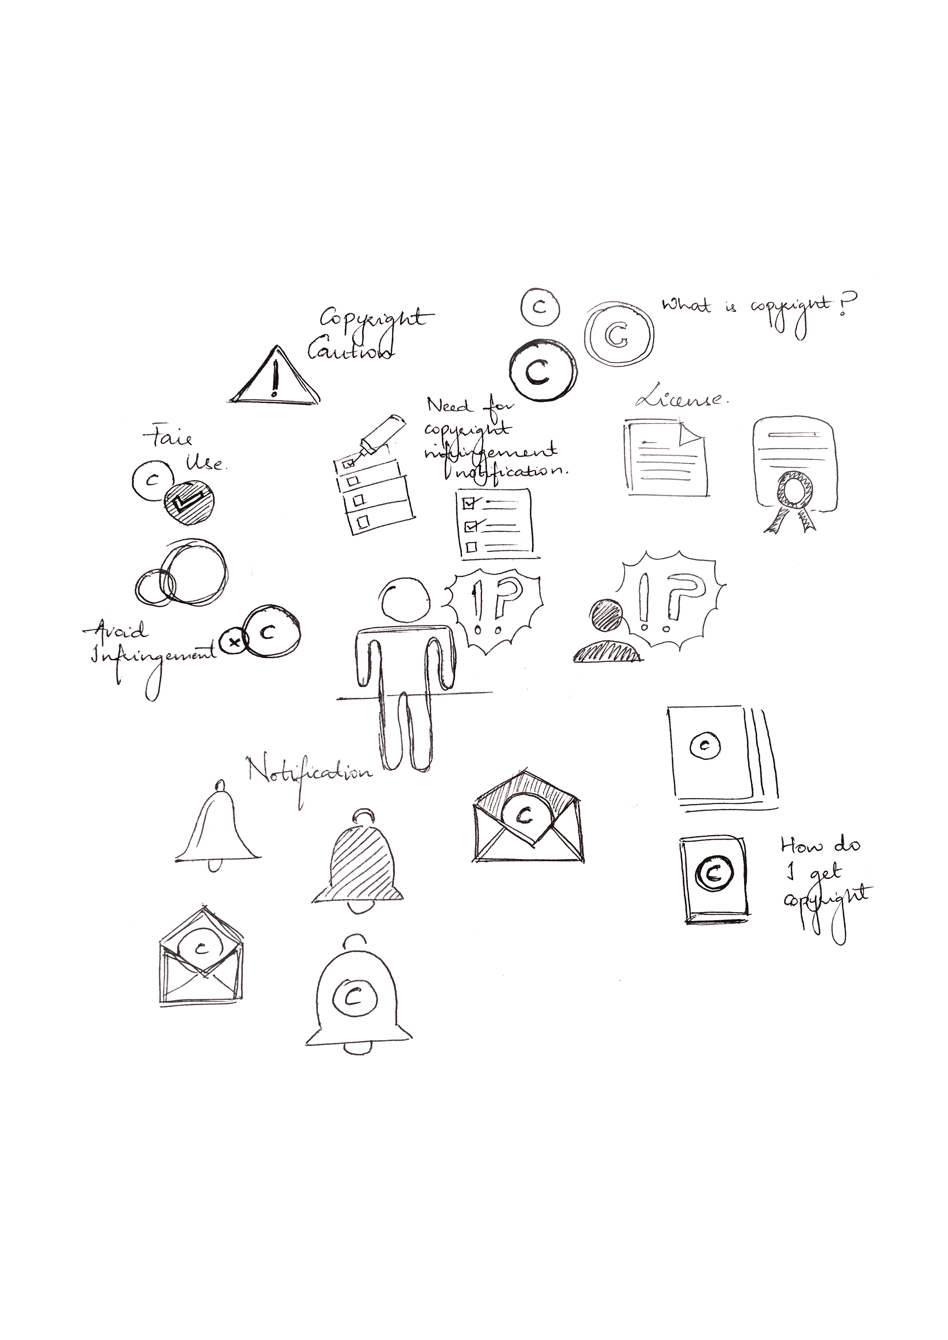 Copyright
Caution
C
C
C
What is copyright?
!
Need for
copyright
infringement
notification.
License.
Fair
Use.
C
!?
!?
Avoid
Infringement
x
C
Notification
C
C
C
How do
I get
copyright
C
C